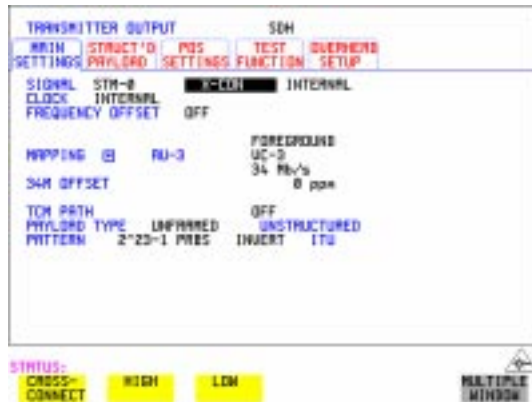 TRANSMITTER OUTPUT SDH
MAIN SETTINGS STRUCT'D PAYLOAD POS SETTINGS TEST FUNCTION OVERHEAD SETUP
SIGNAL STM-0 X-CON INTERNAL
CLOCK INTERNAL
FREQUENCY OFFSET OFF
FOREGROUND
MAPPING AU-3 VC-3
34 Mb/s
34M OFFSET 0 ppm
TCM PATH OFF
PAYLOAD TYPE UNFRAMED UNSTRUCTURED
PATTERN 2^23-1 PRBS INVERT ITU
STATUS:
CROSS-CONNECT HIGH LOW MULTIPLE WINDOW